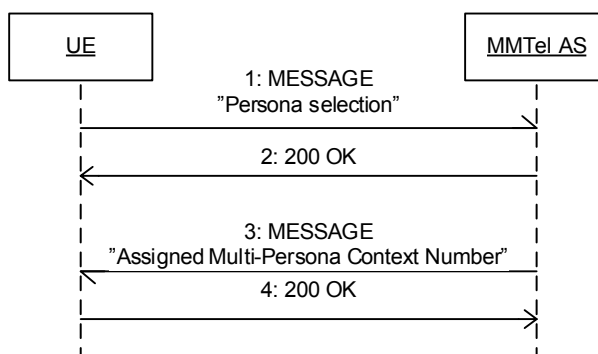 UE
MMTel AS
1: MESSAGE
”Persona selection”
2: 200 OK
3: MESSAGE
”Assigned Multi-Persona Context Number”
4: 200 OK